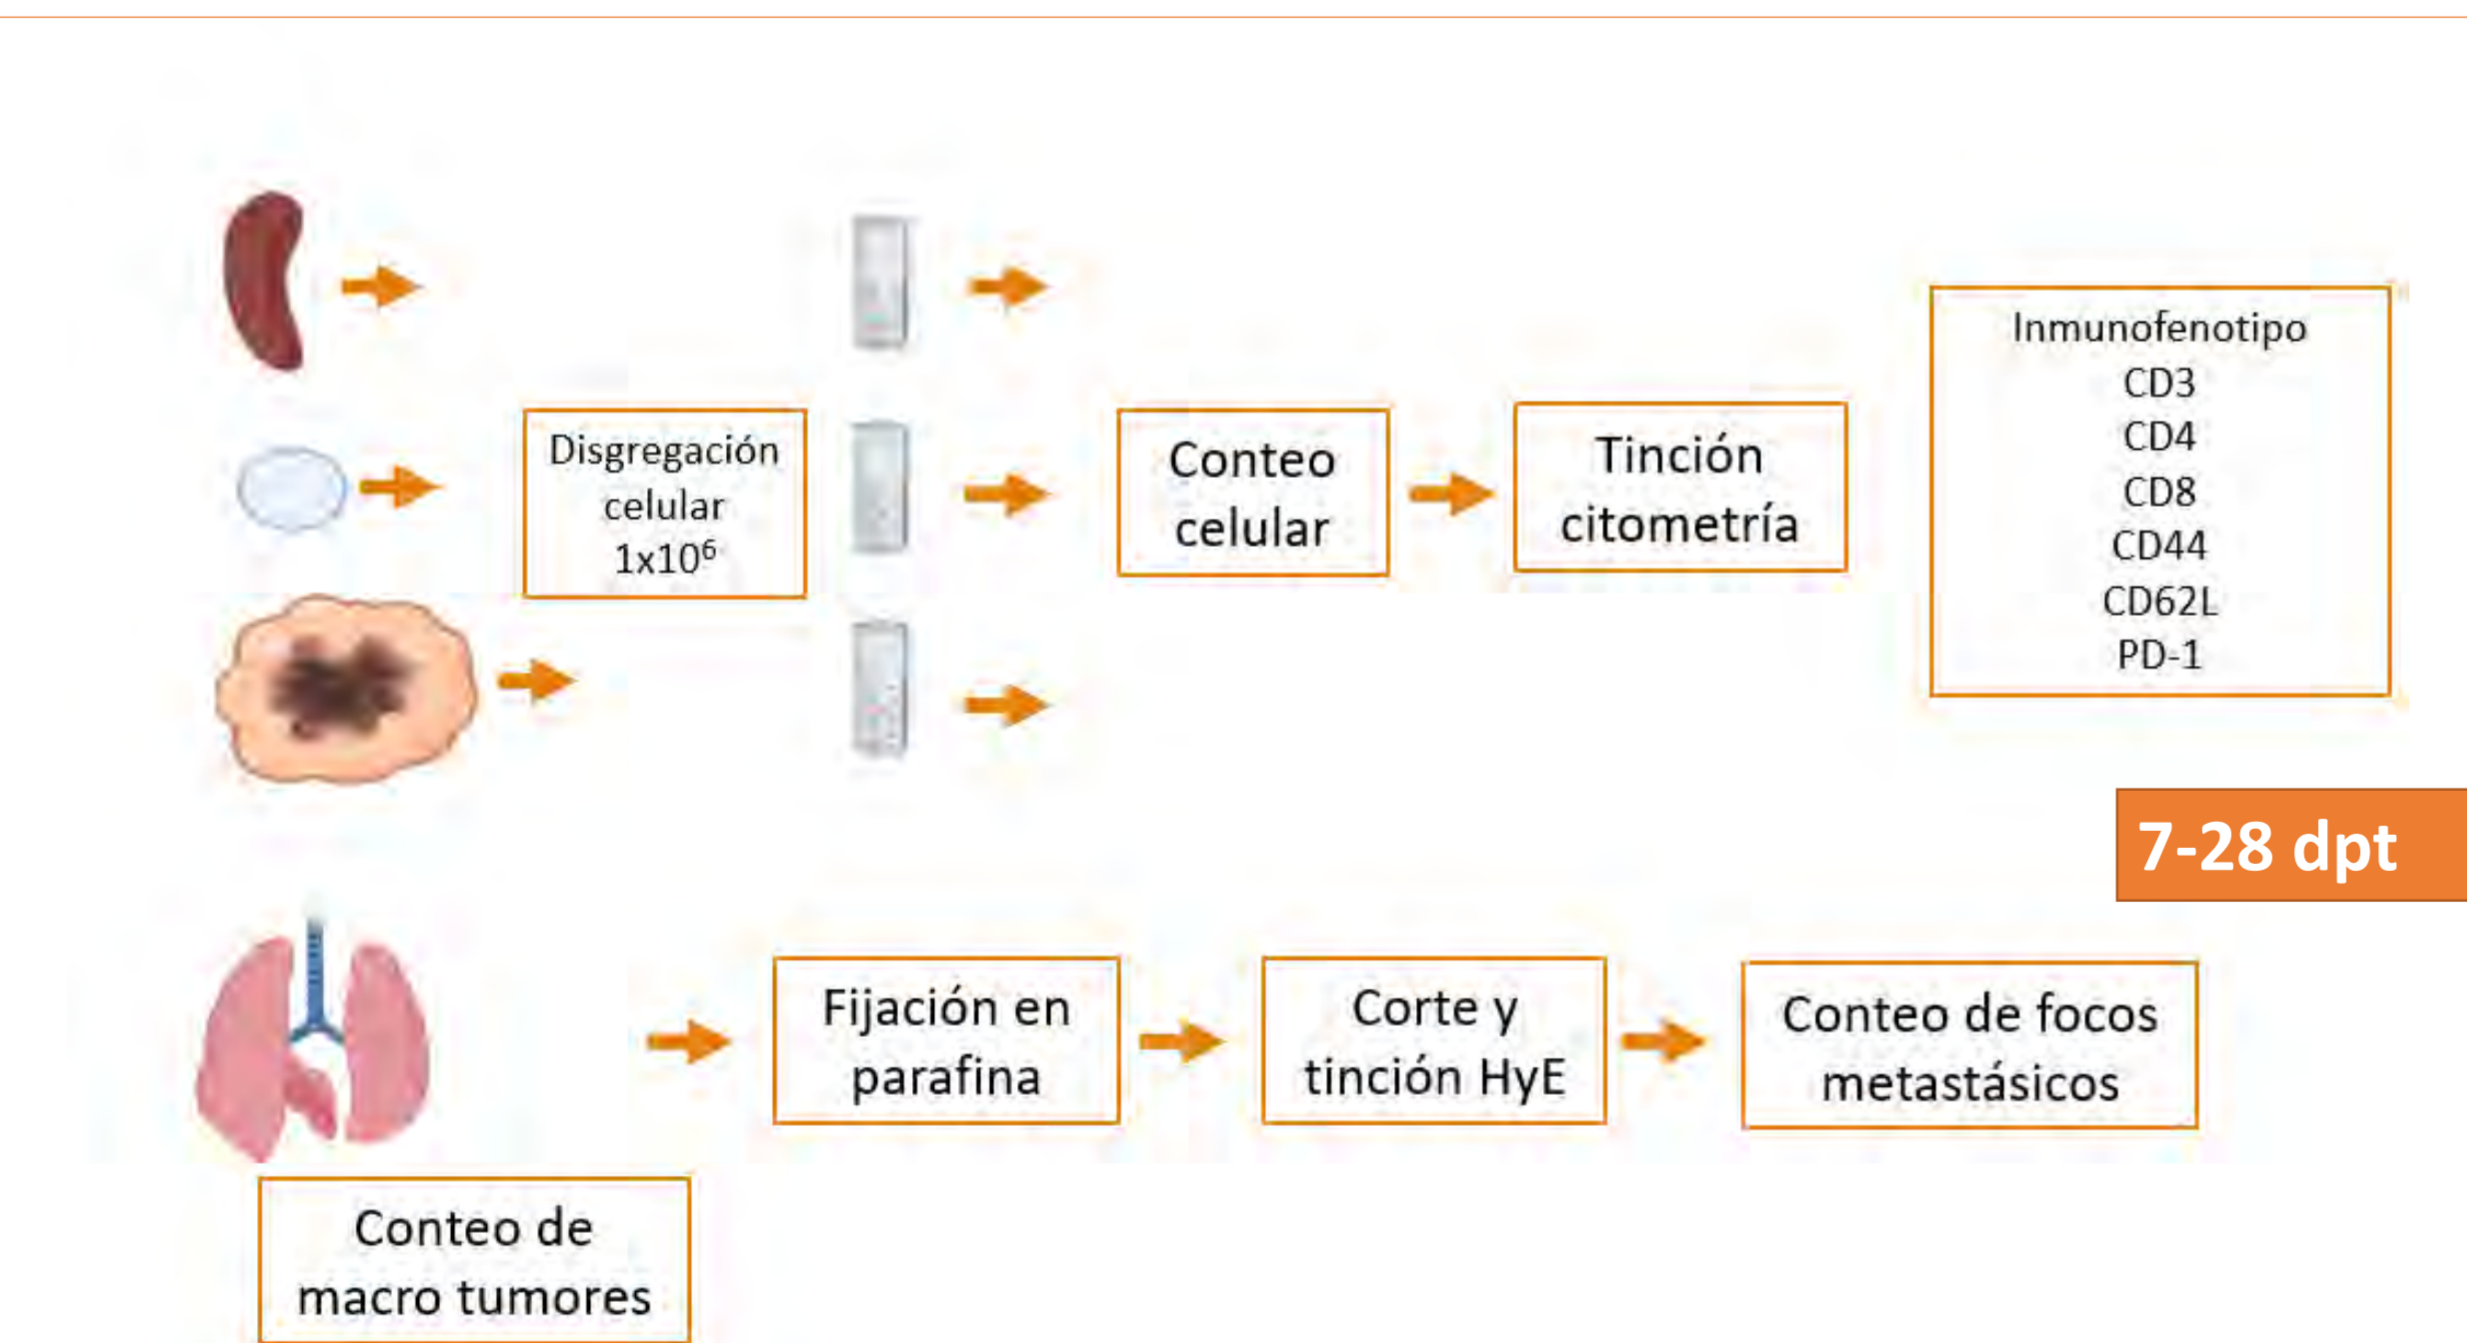 Disgregación
celular
1x10⁶
Conteo
celular
Tinción
citometría
Inmunofenotipo
CD3
CD4
CD8
CD44
CD62L
PD-1
7-28 dpt
Fijación en
parafina
Corte y
tinción HyE
Conteo de focos
metastásicos
Conteo de
macro tumores